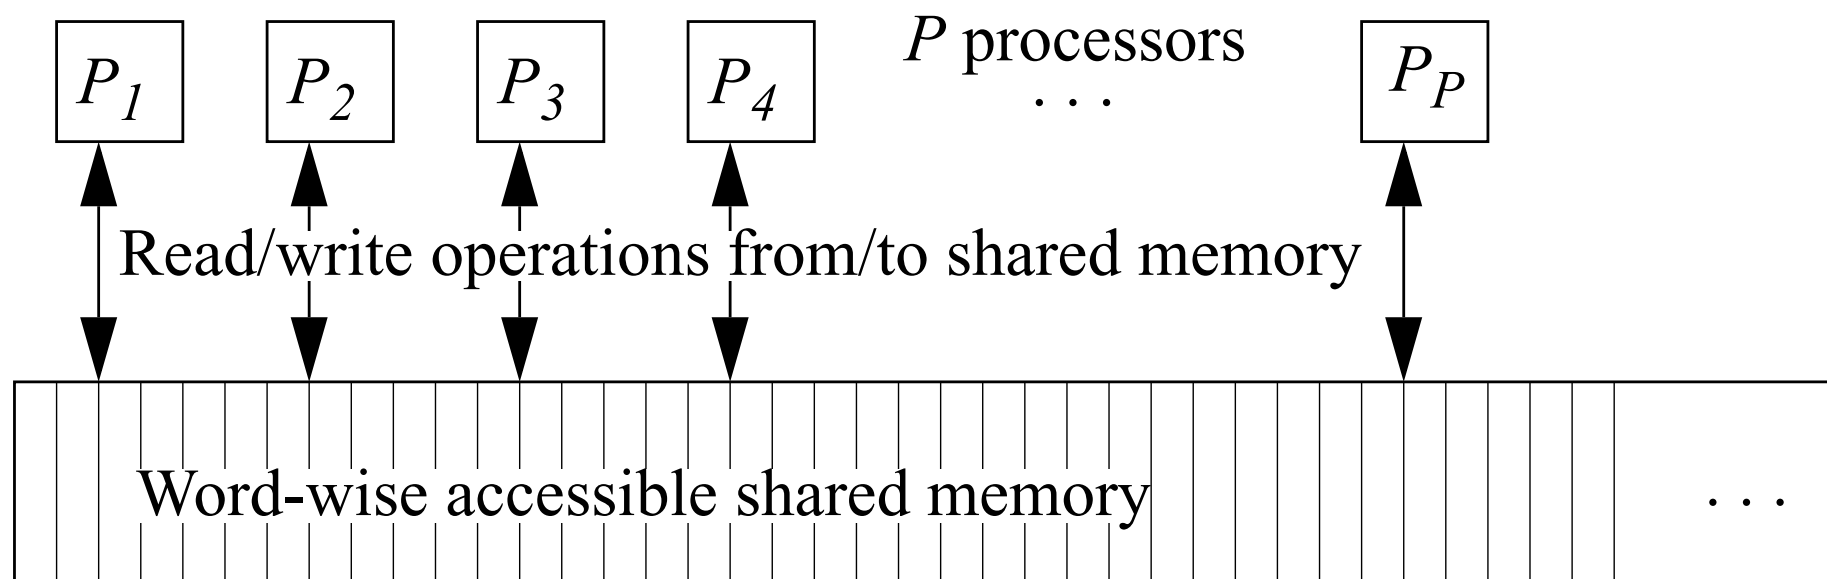 P processors
P1 P2 P3 P4 . . . PP
Read/write operations from/to shared memory
Word-wise accessible shared memory . . .